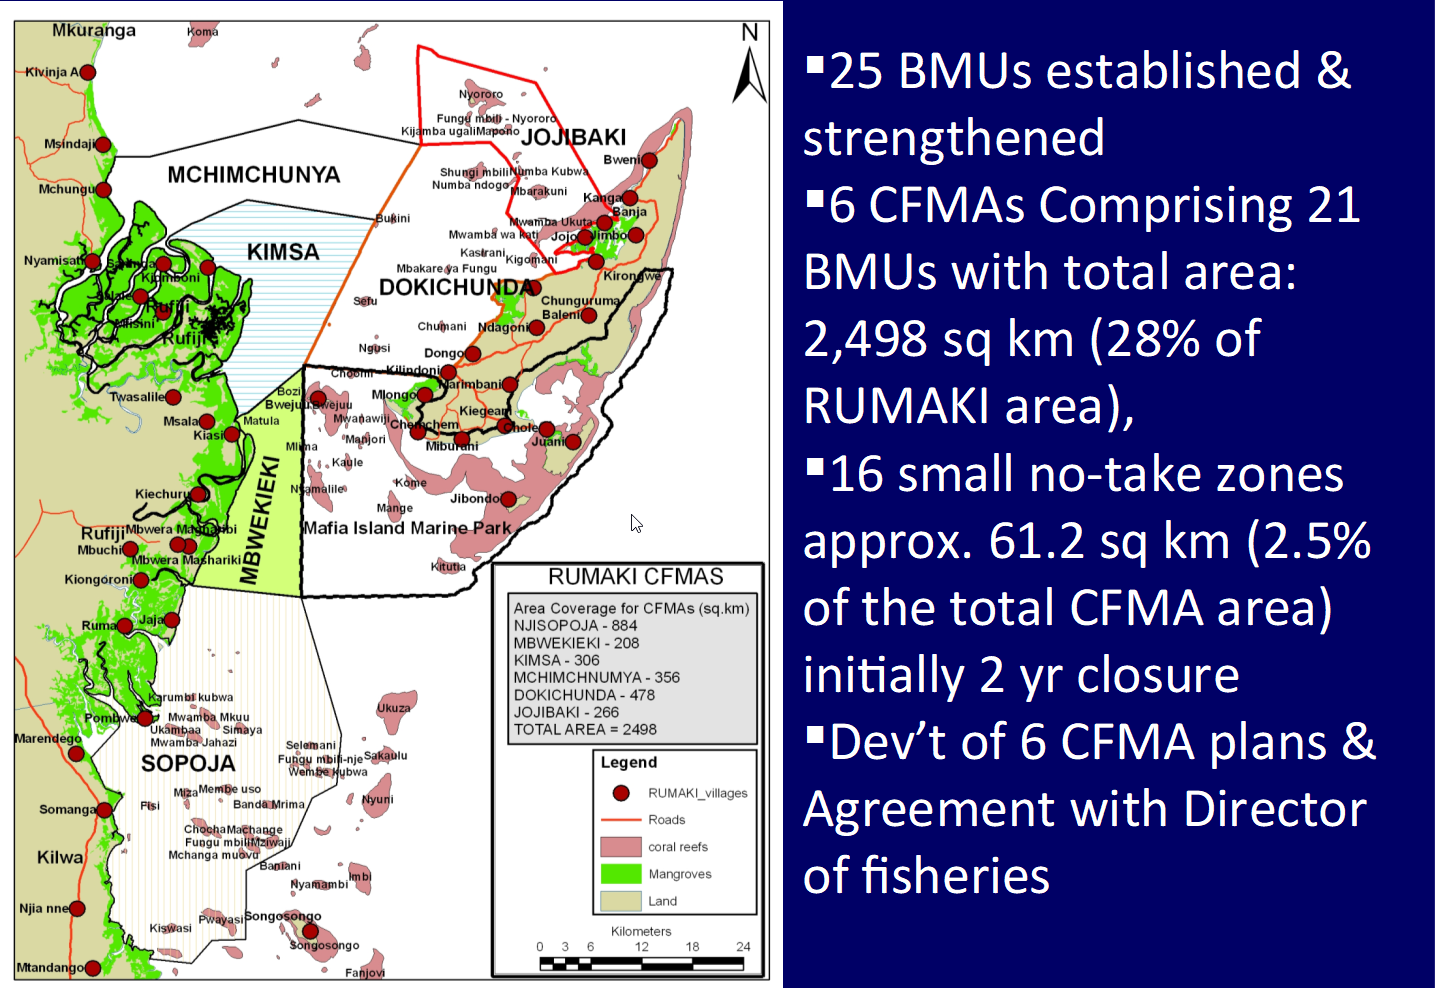 Mkuranga
Koma
N
Kivinja A
Nyororo
Fungu mbili - Nyororo
Kijamba ugali Mapono
JOJIBAKI
Msindaji
Bweni
MCHIMCHUNYA
Shungi mbili Numba Kubwa
Numba ndogo
Mbarakuni
Mchungu
Kanga
Banja
Bukini
Mwamba Ukuta
Mwamba wa kati
Jojo
Jimbo
KIMSA
Kasirani
Kigomani
Nyamisati
Kiomboni
Mbakare ya Fungu
Kirongwe
DOKICHUNDA
Sefu
Chunguruma
Baleni
Rufiji
Mfisini
Chumani
Ndagoni
Rufiji
Ngusi
Dongo
Choomi
Kilindoni
Marimbani
Twasalile
Bozi
Mlongo
Bwejuu
Bwejuu
Kiegeani
Msala
Matula
Mwanawiji
Chemchem
Chole
Kiasi
Manjori
Miburani
Juani
Mlima
Kaule
MBWEKIEKI
Kiechuru
Nyamalile
Kome
Jibondo
Mange
Mafia Island Marine Park
Rufiji
Mbwera Magharibi
Mbuchi
Mbwera Mashariki
Kitutia
Kiongoroni
Ruma
Jaja
Karumbi kubwa
Pombwe
Mwamba Mkuu
Ukuza
Ukambaa
Simaya
Mwamba Jahazi
Marendego
Selemani
Fungu mbili-nje
Sakaulu
SOPOJA
Wembe kubwa
Miza
Membe uso
Fisi
Banda Mrima
Nyuni
Somanga
Chocha Machange
Fungu mbili Mziwaji
Mchanga muovu
Kilwa
Baniani
Imbi
Nyamambi
Njia nne
Pwayasi
Songosongo
Kiswasi
Songosongo
Mtandango
Fanjovi
RUMAKI CFMAS
Area Coverage for CFMAs (sq.km)
NJISOPOJA - 884
MBWEKIEKI - 208
KIMSA - 306
MCHIMCHNUMYA - 356
DOKICHUNDA - 478
JOJIBAKI - 266
TOTAL AREA = 2498
Legend
RUMAKI_villages
Roads
coral reefs
Mangroves
Land
Kilometers
0 3 6 12 18 24
▪25 BMUs established &
strengthened
▪6 CFMAs Comprising 21
BMUs with total area:
2,498 sq km (28% of
RUMAKI area),
▪16 small no-take zones
approx. 61.2 sq km (2.5%
of the total CFMA area)
initially 2 yr closure
▪Dev’t of 6 CFMA plans &
Agreement with Director
of fisheries